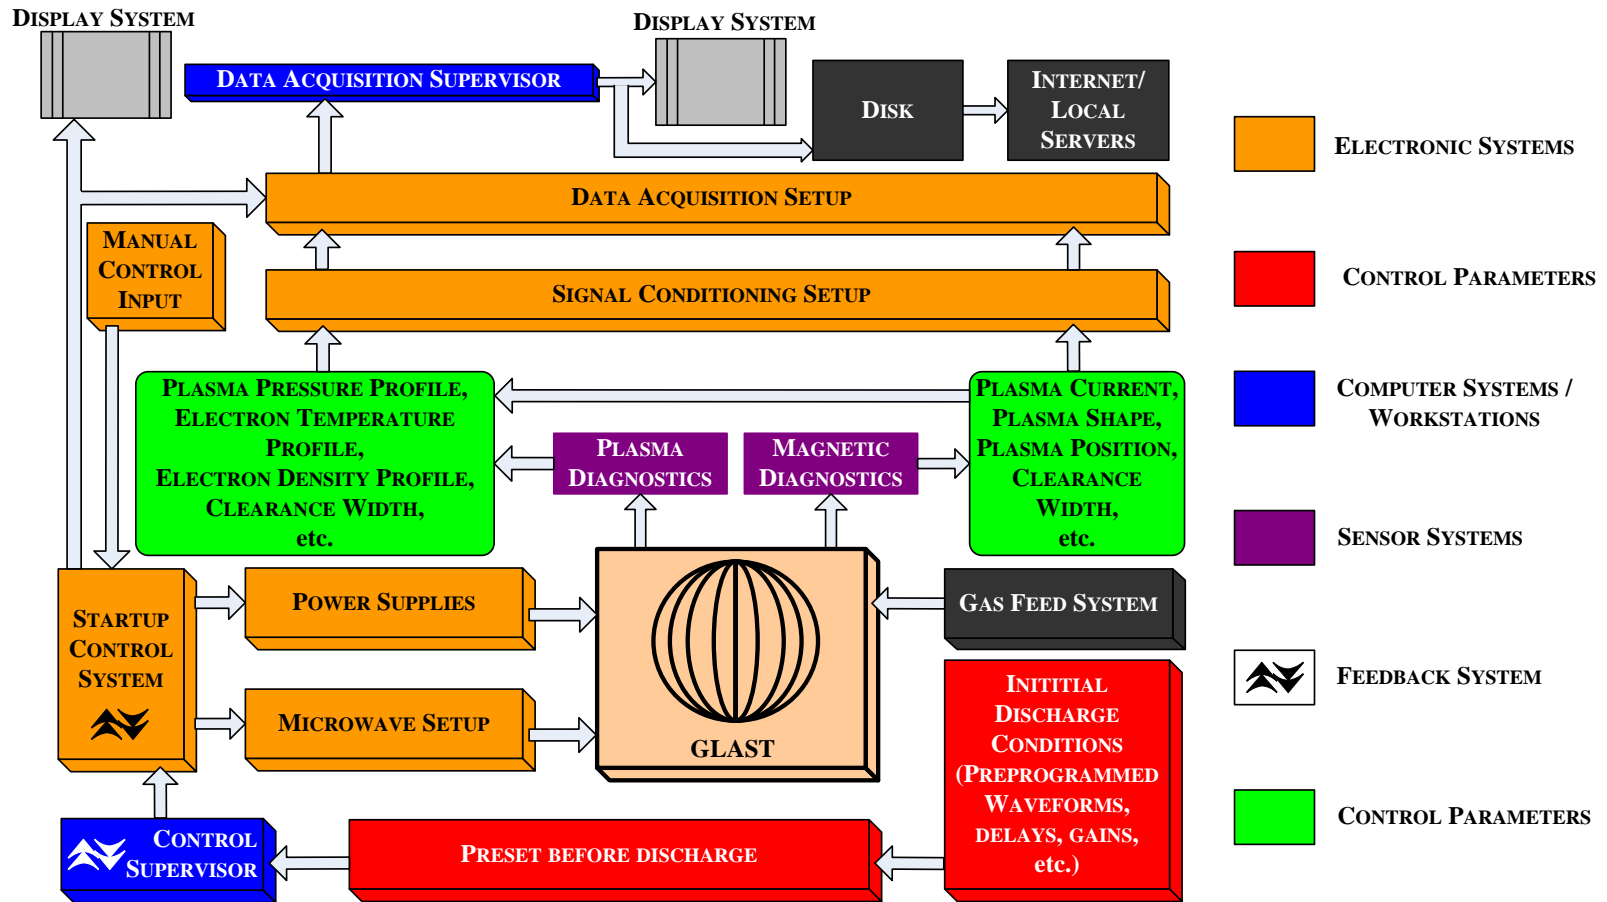 DISPLAY SYSTEM
DISPLAY SYSTEM
DATA ACQUISITION SUPERVISOR
DISK
INTERNET/
LOCAL
SERVERS
DATA ACQUISITION SETUP
MANUAL
CONTROL
INPUT
SIGNAL CONDITIONING SETUP
PLASMA PRESSURE PROFILE,
ELECTRON TEMPERATURE
PROFILE,
ELECTRON DENSITY PROFILE,
CLEARANCE WIDTH,
etc.
PLASMA
DIAGNOSTICS
MAGNETIC
DIAGNOSTICS
PLASMA CURRENT,
PLASMA SHAPE,
PLASMA POSITION,
CLEARANCE
WIDTH,
etc.
STARTUP
CONTROL
SYSTEM
POWER SUPPLIES
MICROWAVE SETUP
GLAST
GAS FEED SYSTEM
INITITIAL
DISCHARGE
CONDITIONS
(PREPROGRAMMED
WAVEFORMS,
DELAYS, GAINS,
etc.)
CONTROL
SUPERVISOR
PRESET BEFORE DISCHARGE
ELECTRONIC SYSTEMS
CONTROL PARAMETERS
COMPUTER SYSTEMS /
WORKSTATIONS
SENSOR SYSTEMS
FEEDBACK SYSTEM
CONTROL PARAMETERS